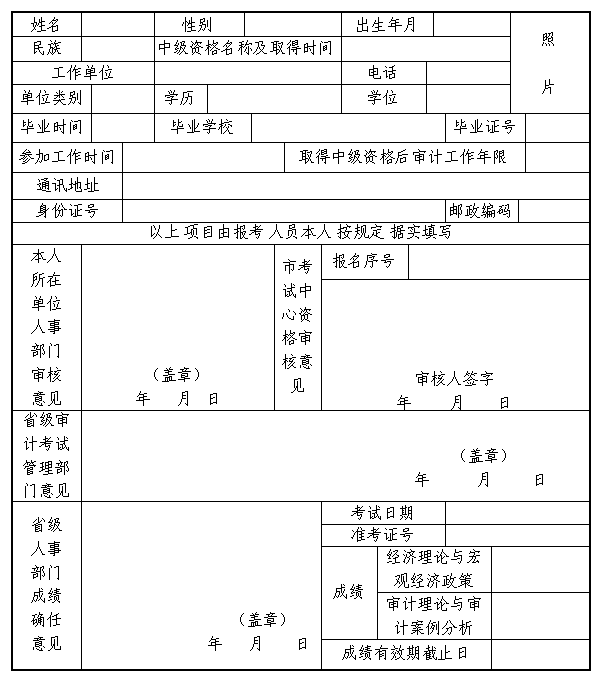 姓名 性别 出生年月 照
民族 中级资格名称及取得时间
工作单位 电话 片
单位类别 学历 学位
毕业时间 毕业学校 毕业证号
参加工作时间 取得中级资格后审计工作年限
通讯地址
身份证号 邮政编码
以上项目由报考人员本人按规定据实填写
本人
所在
单位
人事
部门
审核
意见
（盖章）
年 月 日
市考
试中
心资
格审
核意
见
报名序号
审核人签字
年 月 日
省级审
计考试
管理部
门意见
（盖章）
年 月 日
省级
人事
部门
成绩
确任
意见
（盖章）
年 月 日
考试日期
准考证号
成绩
经济理论与宏
观经济政策
审计理论与审
计案例分析
成绩有效期截止日